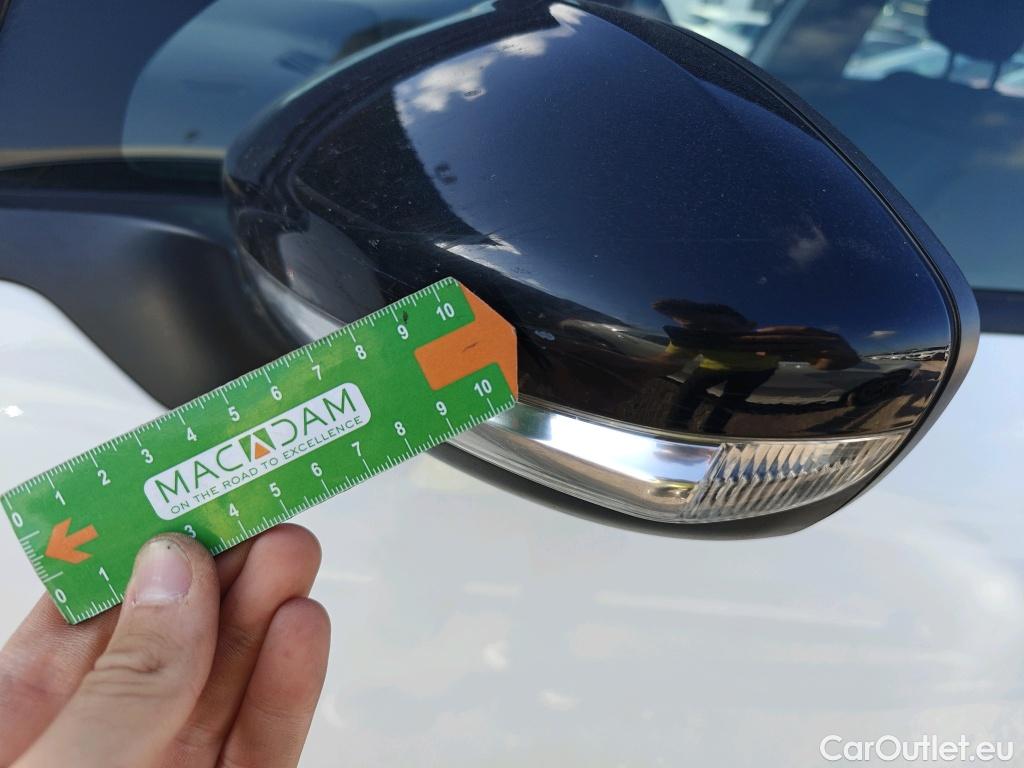 0 1 2 3 4 5 6 7 8 9 10
MACADAM
ON THE ROAD TO EXCELLENCE
0 1 3 4 5 6 7 8 9 10
CarOutlet.eu